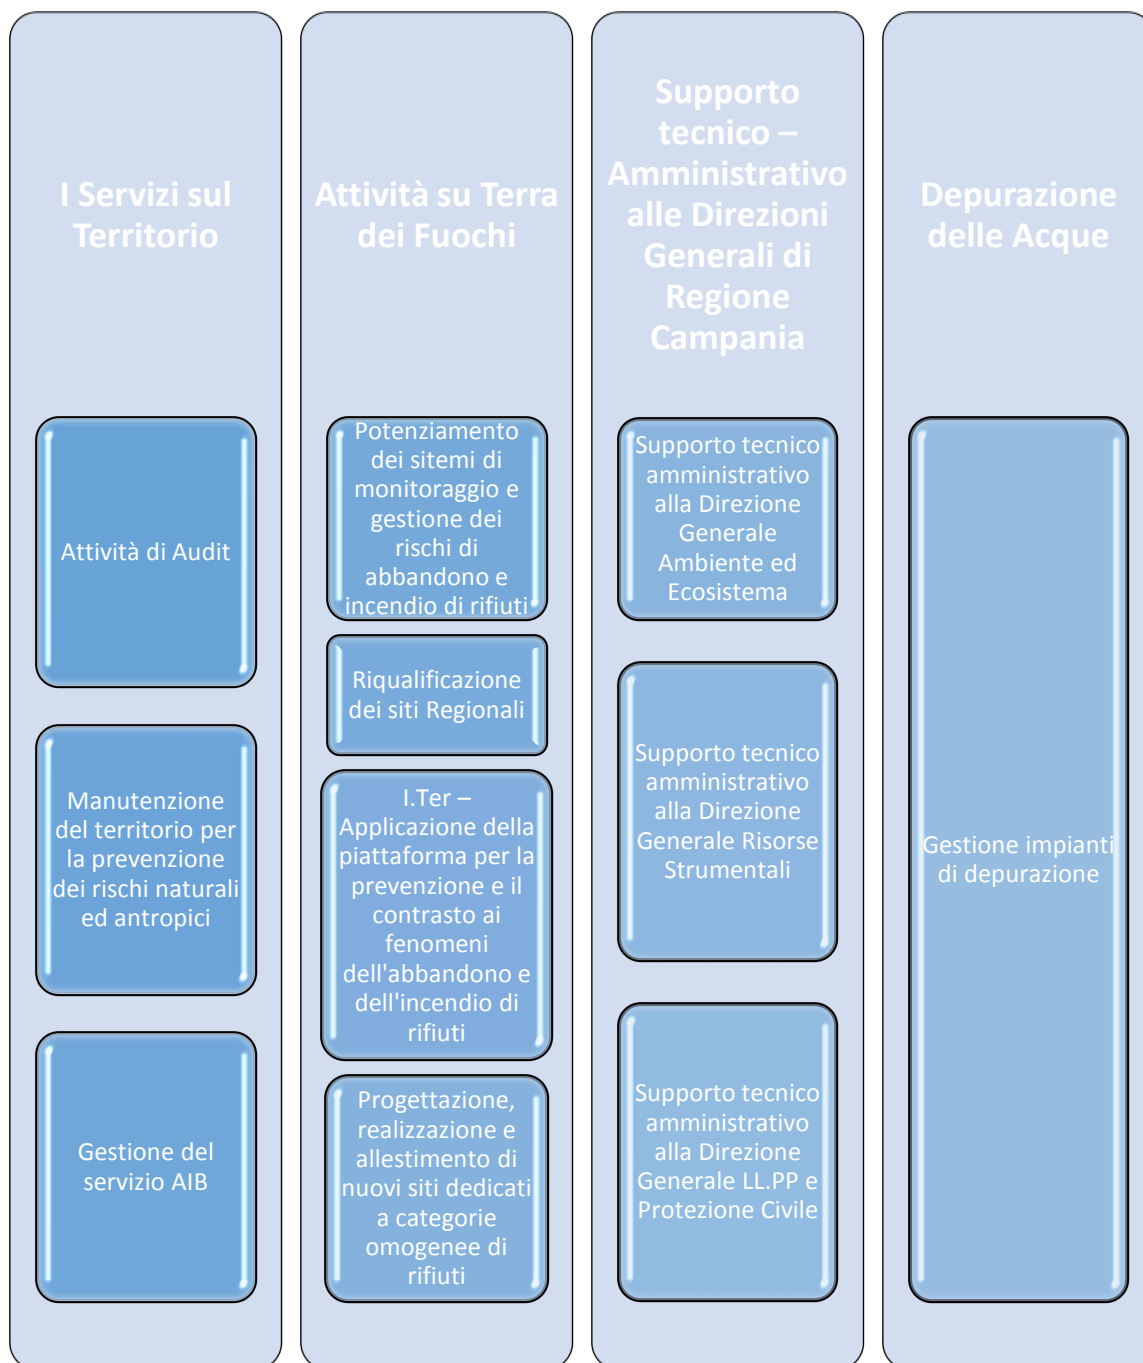 I Servizi sul
Territorio
Attività di Audit
Manutenzione
del territorio per
la prevenzione
dei rischi naturali
ed antropici
Gestione del
servizio AIB
Attività su Terra
dei Fuochi
Potenziamento
dei sitemi di
monitoraggio e
gestione dei
rischi di
abbandono e
incendio di rifiuti
Riqualificazione
dei siti Regionali
I.Ter –
Applicazione della
piattaforma per la
prevenzione e il
contrasto ai
fenomeni
dell'abbandono e
dell'incendio di
rifiuti
Progettazione,
realizzazione e
allestimento di
nuovi siti dedicati
a categorie
omogenee di
rifiuti
Supporto
tecnico –
Amministrativo
alle Direzioni
Generali di
Regione
Campania
Supporto tecnico
amministrativo
alla Direzione
Generale
Ambiente ed
Ecosistema
Supporto tecnico
amministrativo
alla Direzione
Generale Risorse
Strumentali
Supporto tecnico
amministrativo
alla Direzione
Generale LL.PP e
Protezione Civile
Depurazione
delle Acque
Gestione impianti
di depurazione